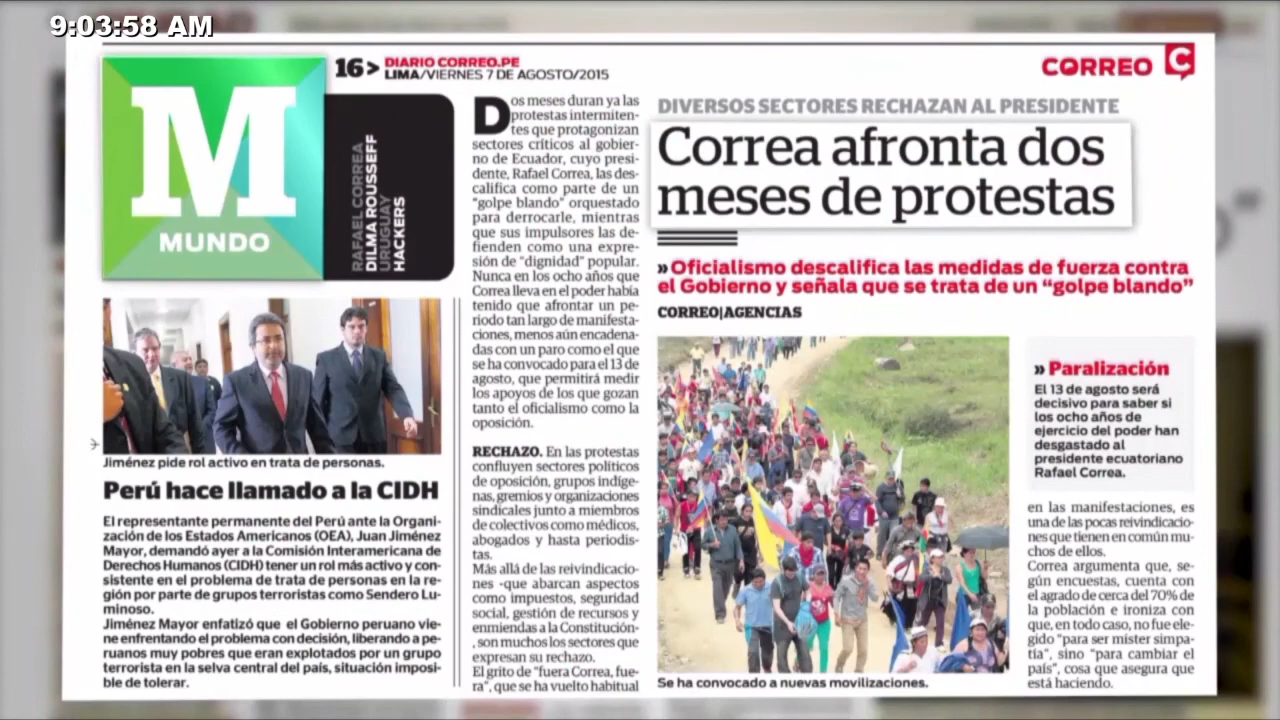 9:03:58 AM
M
MUNDO
RAFAEL CORREA
DILMA ROUSSEFF
URUGUAY
HACKERS
16>
DIARIO CORREO.PE
LIMA/VIERNES 7 DE AGOSTO/2015
CORREO C
Jiménez pide rol activo en trata de personas.
Perú hace llamado a la CIDH
El representante permanente del Perú ante la Organi-
zación de los Estados Americanos (OEA), Juan Jiménez
Mayor, demandó ayer a la Comisión Interamericana de
Derechos Humanos (CIDH) tener un rol más activo y con-
sistente en el problema de trata de personas en la re-
gión por parte de grupos terroristas como Sendero Lu-
minoso.
Jiménez Mayor enfatizó que el Gobierno peruano vie-
ne enfrentando el problema con decisión, liberando a pe-
ruanos muy pobres que eran explotados por un grupo
terrorista en la selva central del país, situación imposi-
ble de tolerar.
Dos meses duran ya las
protestas intermiten-
tes que protagonizan
sectores críticos al gobier-
no de Ecuador, cuyo presi-
dente, Rafael Correa, las des-
califica como parte de un
“golpe blando” orquestado
para derrocarle, mientras
que sus impulsores las de-
fienden como una expre-
sión de “dignidad” popular.
Nunca en los ocho años que
Correa lleva en el poder había
tenido que afrontar un pe-
riodo tan largo de manifesta-
ciones, menos aún encadena-
das con un paro como el que
se ha convocado para el 13 de
agosto, que permitirá medir
los apoyos de los que gozan
tanto el oficialismo como la
oposición.
RECHAZO. En las protestas
confluyen sectores políticos
de oposición, grupos indíge-
nas, gremios y organizaciones
sindicales junto a miembros
de colectivos como médicos,
abogados y hasta periodis-
tas.
Más allá de las reivindicacio-
nes -que abarcan aspectos
como impuestos, seguridad
social, gestión de recursos y
enmiendas a la Constitución-
, son muchos los sectores que
expresan su rechazo.
El grito de “fuera Correa, fue-
ra”, que se ha vuelto habitual
DIVERSOS SECTORES RECHAZAN AL PRESIDENTE
Correa afronta dos
meses de protestas
» Oficialismo descalifica las medidas de fuerza contra
el Gobierno y señala que se trata de un “golpe blando”
CORREO|AGENCIAS
Se ha convocado a nuevas movilizaciones.
» Paralización
El 13 de agosto será
decisivo para saber si
los ocho años de
ejercicio del poder han
desgastado al
presidente ecuatoriano
Rafael Correa.
en las manifestaciones, es
una de las pocas reivindicacio-
nes que tienen en común mu-
chos de ellos.
Correa argumenta que, se-
gún encuestas, cuenta con
el agrado de cerca del 70% de
la población e ironiza con
que, en todo caso, no fue ele-
gido “para ser míster simpa-
tía”, sino “para cambiar el
país”, cosa que asegura que
está haciendo.